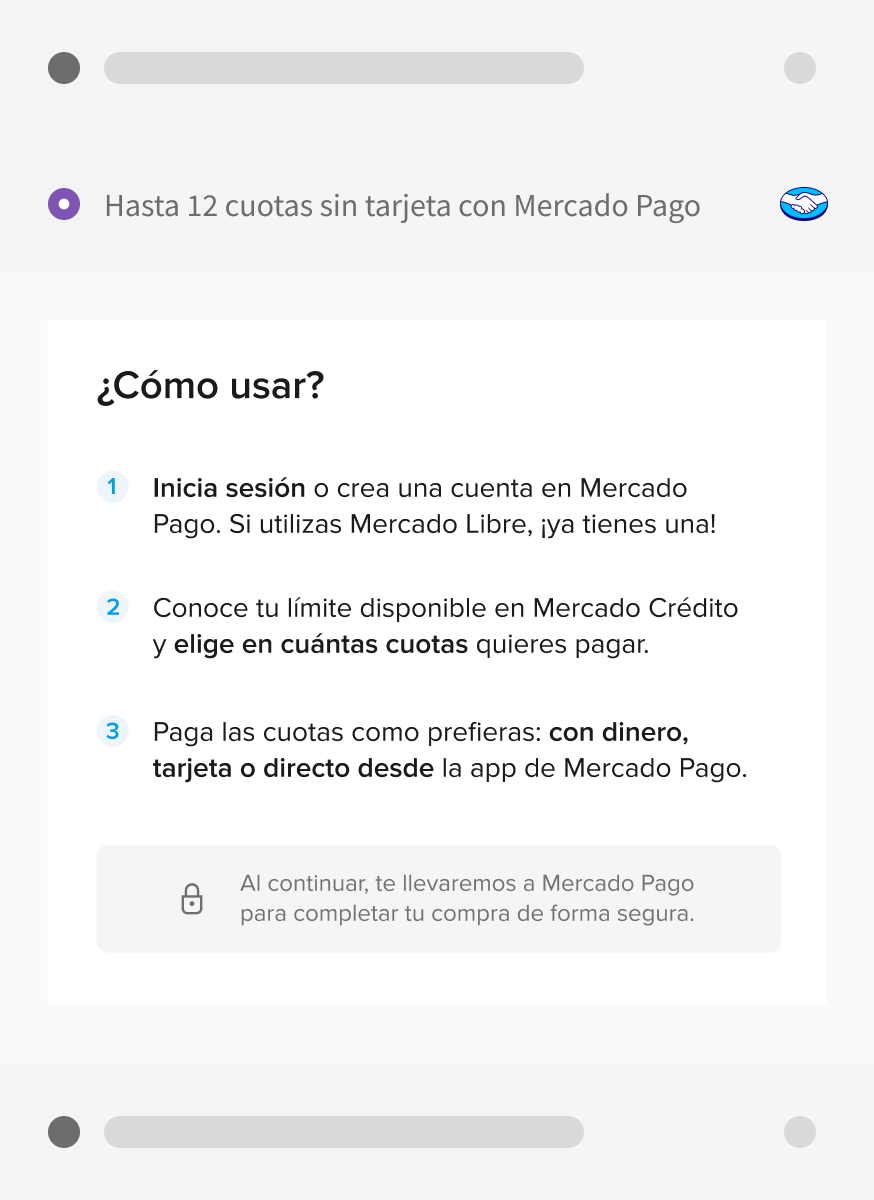 Hasta 12 cuotas sin tarjeta con Mercado Pago
¿Cómo usar?
1 Inicia sesión o crea una cuenta en Mercado
Pago. Si utilizas Mercado Libre, ¡ya tienes una!
2 Conoce tu límite disponible en Mercado Crédito
y elige en cuántas cuotas quieres pagar.
3 Paga las cuotas como prefieras: con dinero,
tarjeta o directo desde la app de Mercado Pago.
Al continuar, te llevaremos a Mercado Pago
para completar tu compra de forma segura.